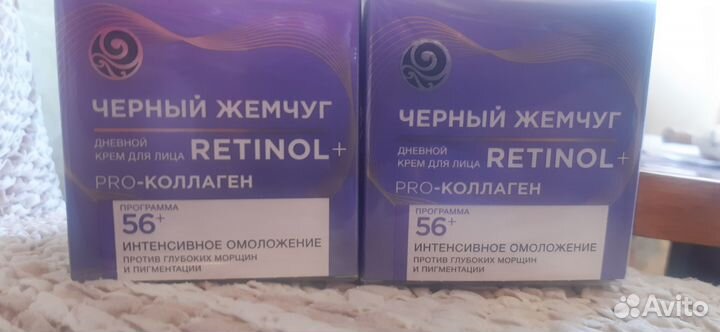 ЧЕРНЫЙ ЖЕМЧУГ
ДНЕВНОЙ
КРЕМ ДЛЯ ЛИЦА RETINOL+
PRO-КОЛЛАГЕН
ПРОГРАММА
56+
ИНТЕНСИВНОЕ ОМОЛОЖЕНИЕ
ПРОТИВ ГЛУБОКИХ МОРЩИН
И ПИГМЕНТАЦИИ
ЧЕРНЫЙ ЖЕМЧУГ
ДНЕВНОЙ
КРЕМ ДЛЯ ЛИЦА RETINOL+
PRO-КОЛЛАГЕН
ПРОГРАММА
56+
ИНТЕНСИВНОЕ ОМОЛОЖЕНИЕ
ПРОТИВ ГЛУБОКИХ МОРЩИН
И ПИГМЕНТАЦИИ
Avito